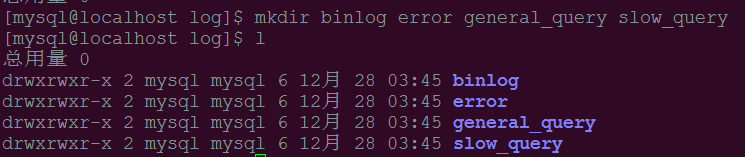 [mysql@localhost log]$ mkdir binlog error general_query slow_query
[mysql@localhost log]$ l
总用量 0
drwxrwxr-x 2 mysql mysql 6 12月 28 03:45 binlog
drwxrwxr-x 2 mysql mysql 6 12月 28 03:45 error
drwxrwxr-x 2 mysql mysql 6 12月 28 03:45 general_query
drwxrwxr-x 2 mysql mysql 6 12月 28 03:45 slow_query